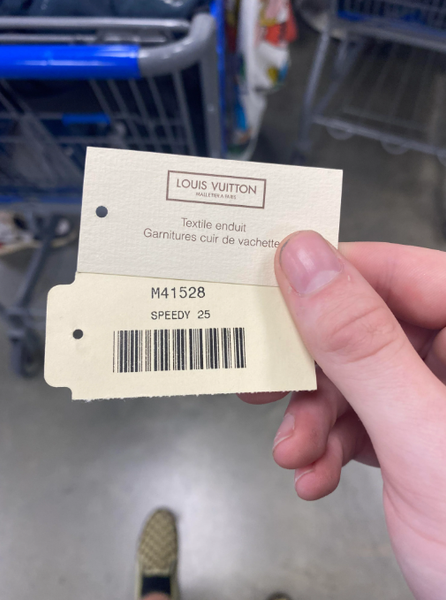 LOUIS VUITTON
MALLETIER A PARIS
Textile enduit
Garnitures cuir de vachette
M41528
SPEEDY 25